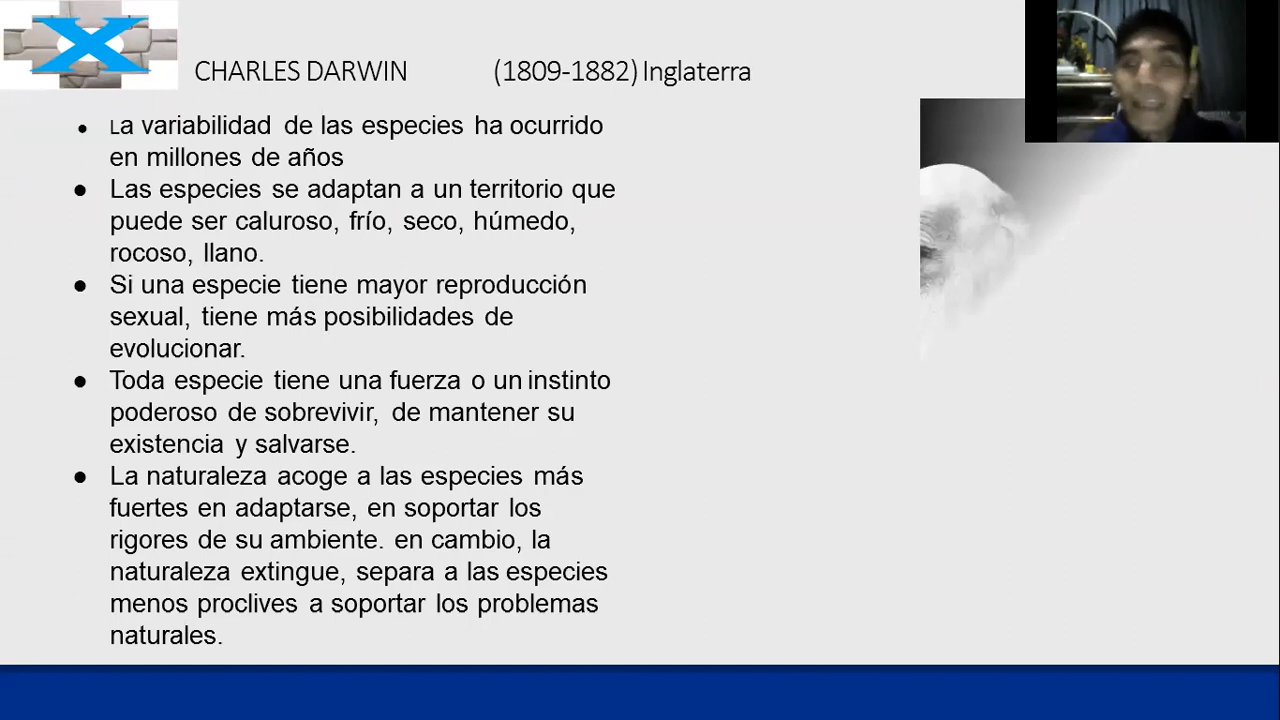 CHARLES DARWIN (1809-1882) Inglaterra
• La variabilidad de las especies ha ocurrido
en millones de años
● Las especies se adaptan a un territorio que
puede ser caluroso, frío, seco, húmedo,
rocoso, llano.
● Si una especie tiene mayor reproducción
sexual, tiene más posibilidades de
evolucionar.
● Toda especie tiene una fuerza o un instinto
poderoso de sobrevivir, de mantener su
existencia y salvarse.
● La naturaleza acoge a las especies más
fuertes en adaptarse, en soportar los
rigores de su ambiente. en cambio, la
naturaleza extingue, separa a las especies
menos proclives a soportar los problemas
naturales.